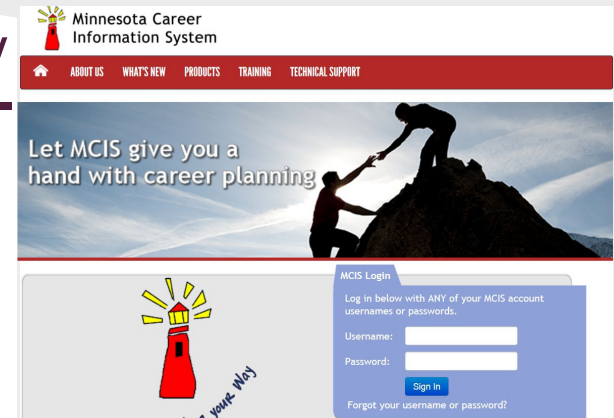 Minnesota Career
Information System
ABOUT US WHAT'S NEW PRODUCTS TRAINING TECHNICAL SUPPORT
Let MCIS give you a
hand with career planning
MCIS Login
Log in below with ANY of your MCIS account
usernames or passwords.
Username:
Password:
Sign In
Forgot your username or password?
your Way